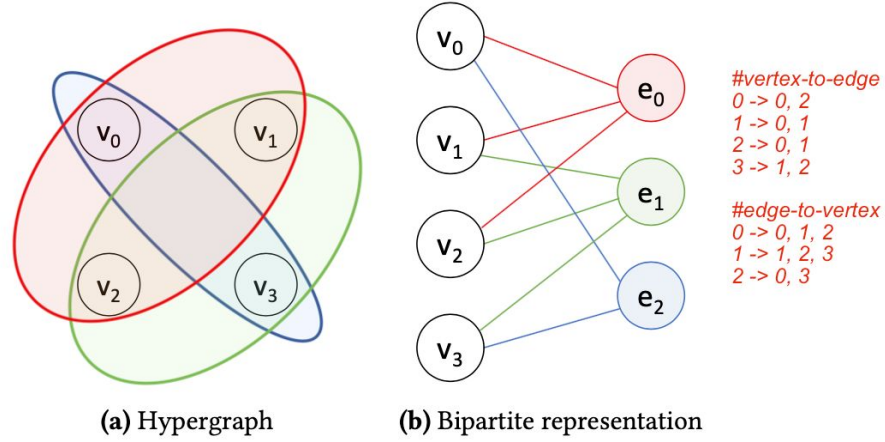 v₀
v₁
v₂
v₃
(a) Hypergraph
v₀
v₁
v₂
v₃
e₀
e₁
e₂
(b) Bipartite representation
#vertex-to-edge
0 -> 0, 2
1 -> 0, 1
2 -> 0, 1
3 -> 1, 2
#edge-to-vertex
0 -> 0, 1, 2
1 -> 1, 2, 3
2 -> 0, 3